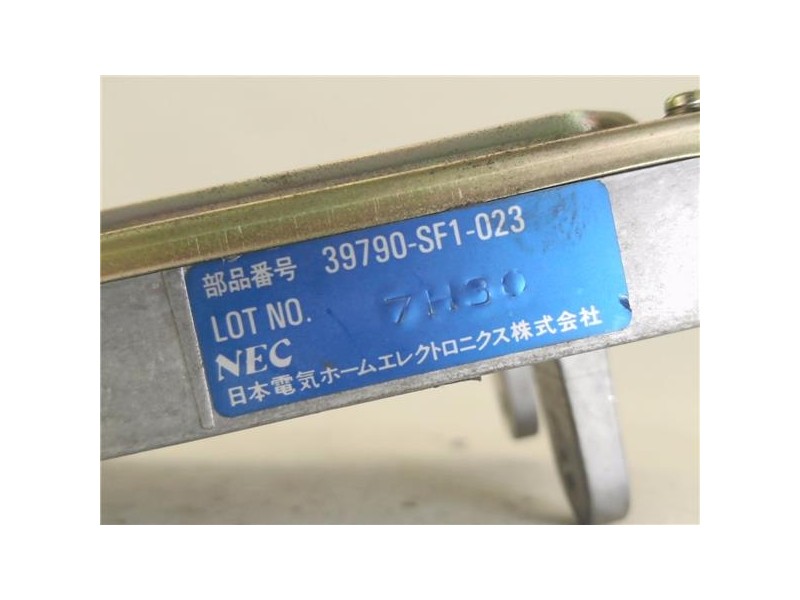 部品番号 39790-SF1-023
LOT NO. 7H30
NEC
日本電気ホームエレクトロニクス株式会社